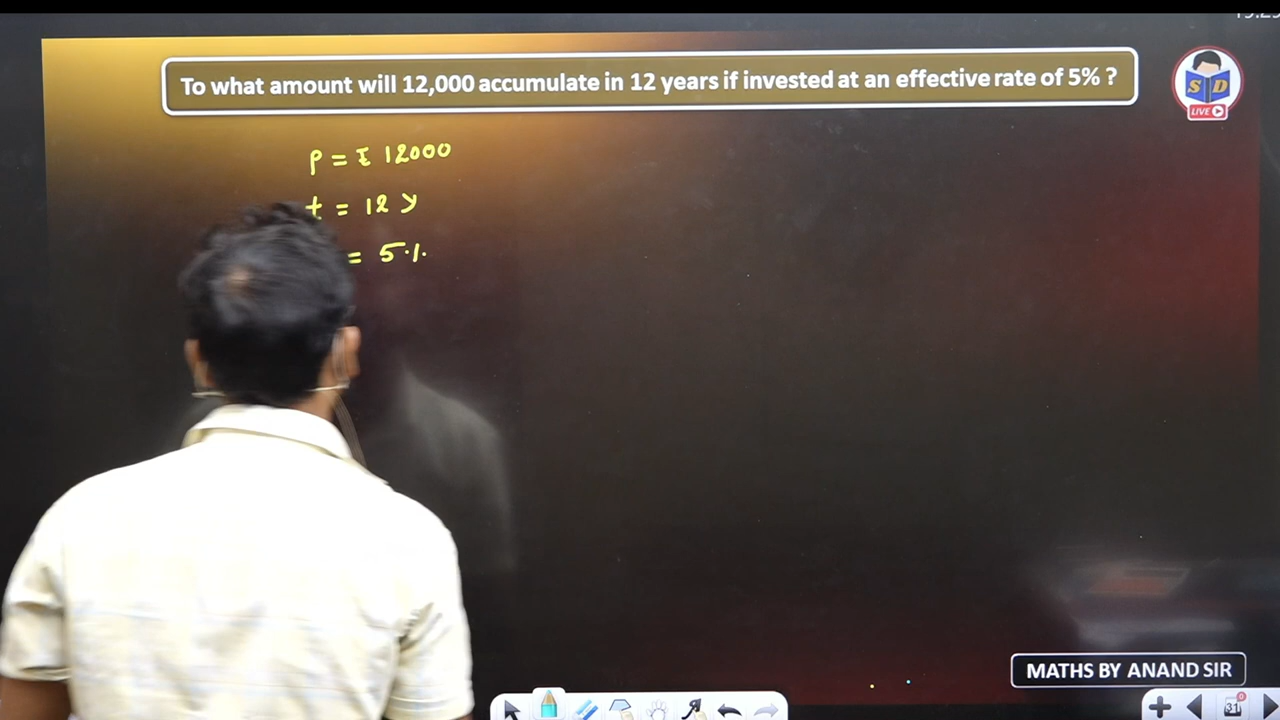 To what amount will 12,000 accumulate in 12 years if invested at an effective rate of 5% ?
S D
LIVE
P = ₹ 12000
t = 12 y
= 5%
MATHS BY ANAND SIR
31